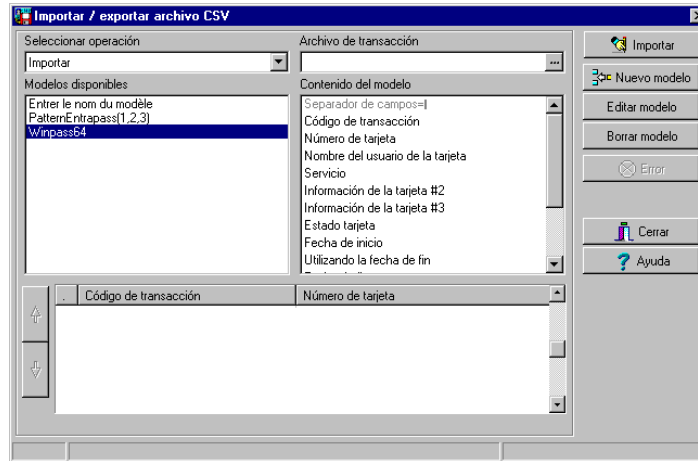 Importar / exportar archivo CSV
Seleccionar operación
Importar
Archivo de transacción
...
Modelos disponibles
Entrer le nom du modèle
PatternEntrapass(1,2,3)
Winpass64
Contenido del modelo
Separador de campos=|
Código de transacción
Número de tarjeta
Nombre del usuario de la tarjeta
Servicio
Información de la tarjeta #2
Información de la tarjeta #3
Estado tarjeta
Fecha de inicio
Utilizando la fecha de fin
Importar
Nuevo modelo
Editar modelo
Borrar modelo
Error
Cerrar
Ayuda
. Código de transacción Número de tarjeta